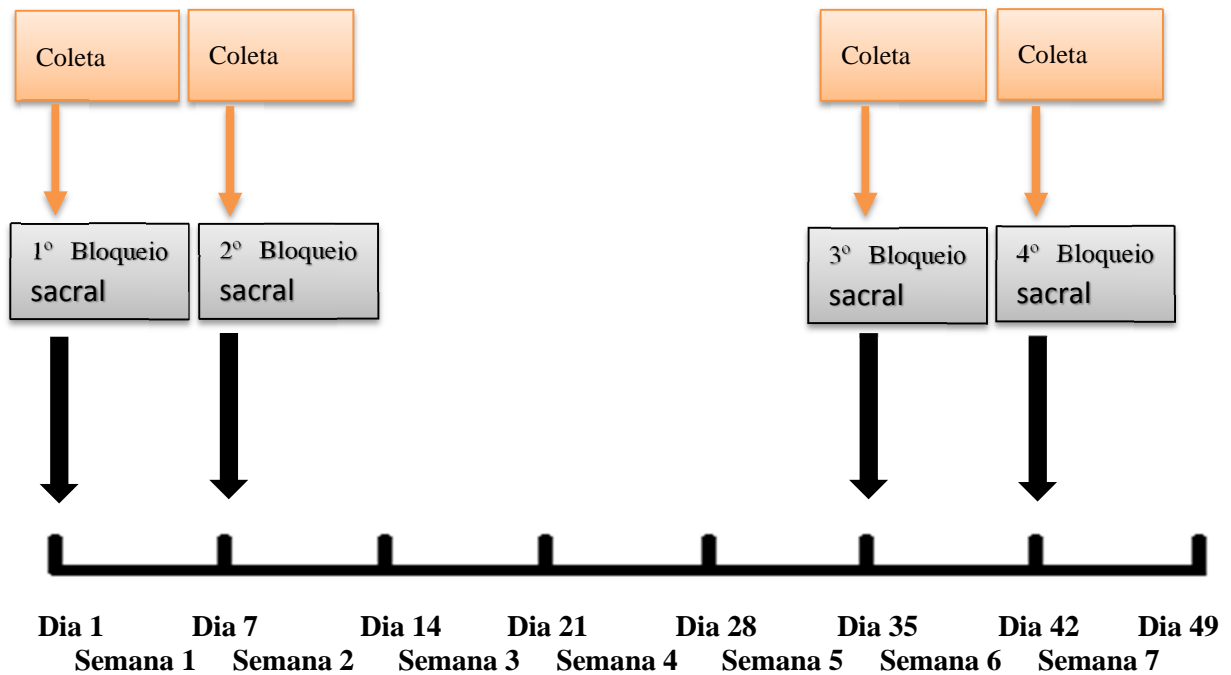 Coleta
Coleta
Coleta
Coleta
1º Bloqueio
sacral
2º Bloqueio
sacral
3º Bloqueio
sacral
4º Bloqueio
sacral
Dia 1 Dia 7 Dia 14 Dia 21 Dia 28 Dia 35 Dia 42 Dia 49
Semana 1 Semana 2 Semana 3 Semana 4 Semana 5 Semana 6 Semana 7